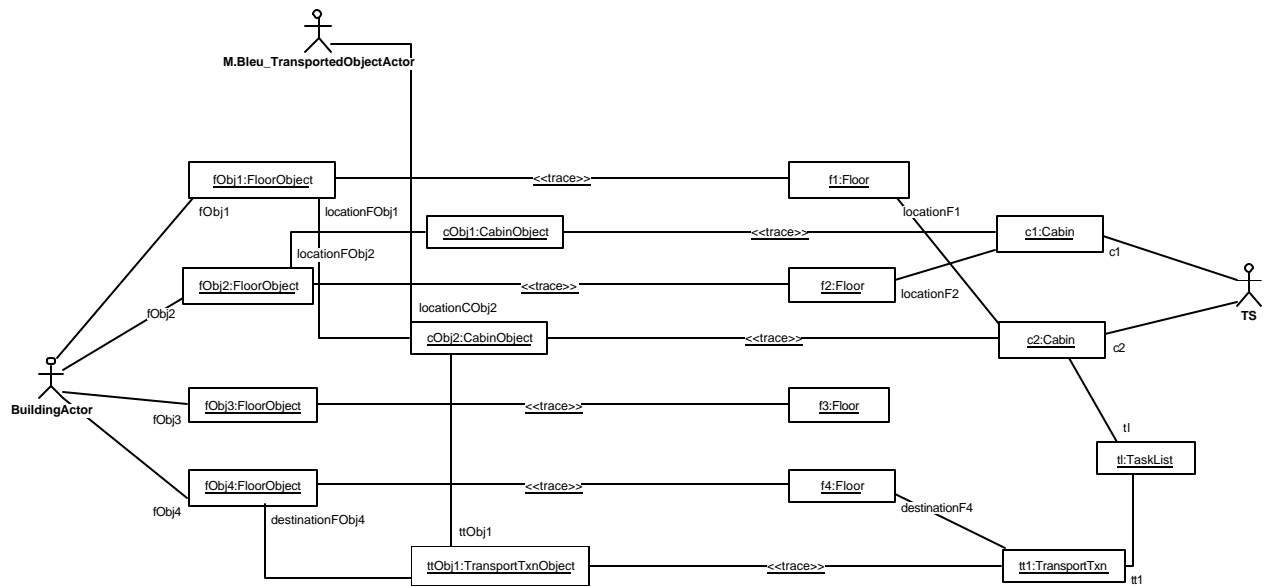 M.Bleu_TransportedObjectActor
fObj1:FloorObject
<<trace>>
f1:Floor
fObj1
locationFObj1
locationF1
cObj1:CabinObject
<<trace>>
c1:Cabin
locationFObj2
c1
fObj2:FloorObject
<<trace>>
f2:Floor
locationF2
fObj2
locationCObj2
TS
cObj2:CabinObject
<<trace>>
c2:Cabin
c2
BuildingActor
fObj3:FloorObject
<<trace>>
f3:Floor
fObj3
tl
tl:TaskList
fObj4:FloorObject
<<trace>>
f4:Floor
fObj4
destinationFObj4
destinationF4
ttObj1
ttObj1:TransportTxnObject
<<trace>>
tt1:TransportTxn
tt1